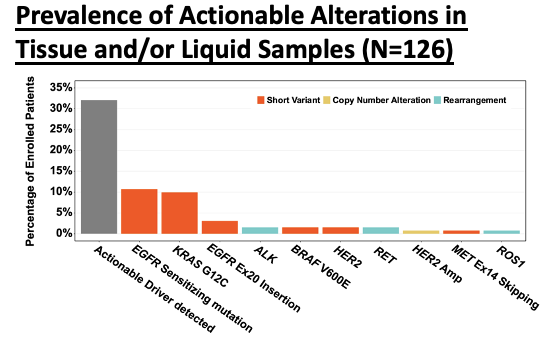 Prevalence of Actionable Alterations in
Tissue and/or Liquid Samples (N=126)
Percentage of Enrolled Patients
35%
30%
25%
20%
15%
10%
5%
0%
Short Variant
Copy Number Alteration
Rearrangement
Actionable Driver detected
EGFR Sensitizing mutation
KRAS G12C
EGFR Ex20 Insertion
ALK
BRAF V600E
HER2
RET
HER2 Amp
MET Ex14 Skipping
ROS1